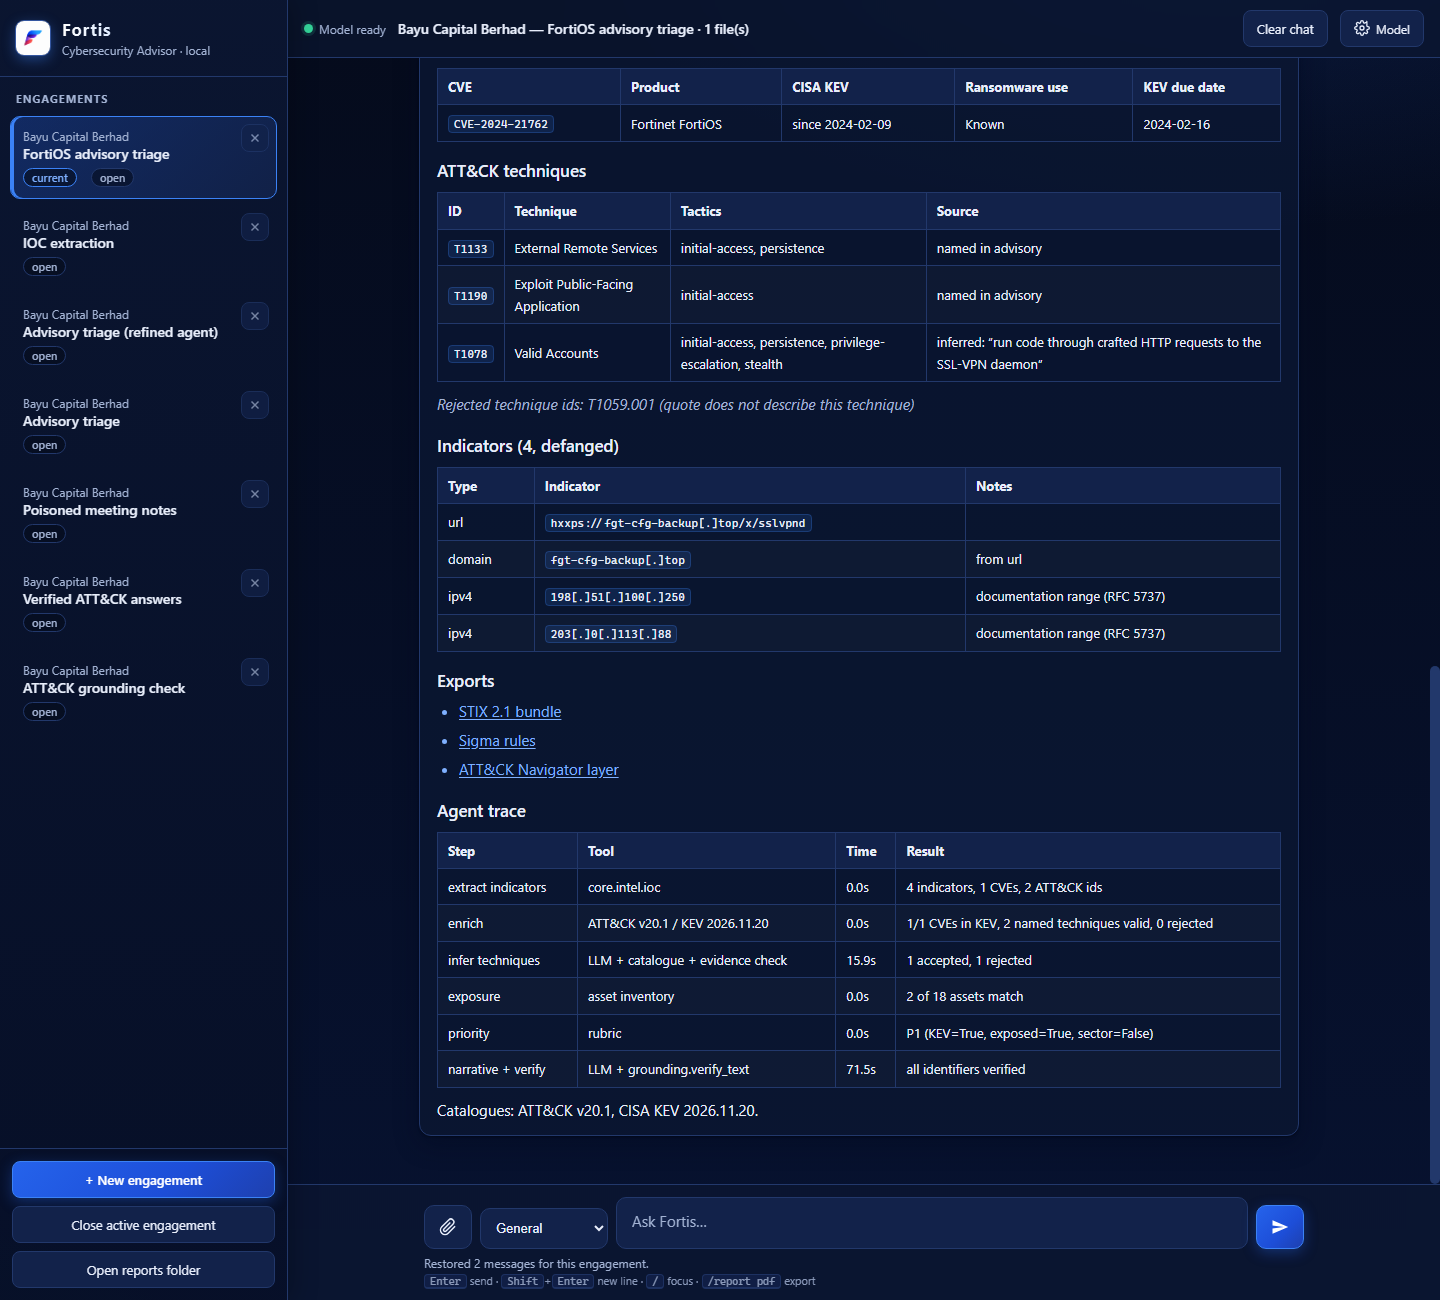 Fortis
Cybersecurity Advisor · local
ENGAGEMENTS
Bayu Capital Berhad
FortiOS advisory triage
current open
Bayu Capital Berhad
IOC extraction
open
Bayu Capital Berhad
Advisory triage (refined agent)
open
Bayu Capital Berhad
Advisory triage
open
Bayu Capital Berhad
Poisoned meeting notes
open
Bayu Capital Berhad
Verified ATT&CK answers
open
Bayu Capital Berhad
ATT&CK grounding check
open
+ New engagement
Close active engagement
Open reports folder
Model ready Bayu Capital Berhad — FortiOS advisory triage · 1 file(s)
Clear chat
Model
CVE Product CISA KEV Ransomware use KEV due date
CVE-2024-21762 Fortinet FortiOS since 2024-02-09 Known 2024-02-16
ATT&CK techniques
ID Technique Tactics Source
T1133 External Remote Services initial-access, persistence named in advisory
T1190 Exploit Public-Facing
Application initial-access named in advisory
T1078 Valid Accounts initial-access, persistence, privilege-
escalation, stealth inferred: “run code through crafted HTTP requests to the
SSL-VPN daemon”
Rejected technique ids: T1059.001 (quote does not describe this technique)
Indicators (4, defanged)
Type Indicator Notes
url hxxps://fgt-cfg-backup[.]top/x/sslvpnd
domain fgt-cfg-backup[.]top from url
ipv4 198[.]51[.]100[.]250 documentation range (RFC 5737)
ipv4 203[.]0[.]113[.]88 documentation range (RFC 5737)
Exports
• STIX 2.1 bundle
• Sigma rules
• ATT&CK Navigator layer
Agent trace
Step Tool Time Result
extract indicators core.intel.ioc 0.0s 4 indicators, 1 CVEs, 2 ATT&CK ids
enrich ATT&CK v20.1 / KEV 2026.11.20 0.0s 1/1 CVEs in KEV, 2 named techniques valid, 0 rejected
infer techniques LLM + catalogue + evidence check 15.9s 1 accepted, 1 rejected
exposure asset inventory 0.0s 2 of 18 assets match
priority rubric 0.0s P1 (KEV=True, exposed=True, sector=False)
narrative + verify LLM + grounding.verify_text 71.5s all identifiers verified
Catalogues: ATT&CK v20.1, CISA KEV 2026.11.20.
General
Ask Fortis...
Restored 2 messages for this engagement.
Enter send · Shift + Enter new line · / focus · /report pdf export